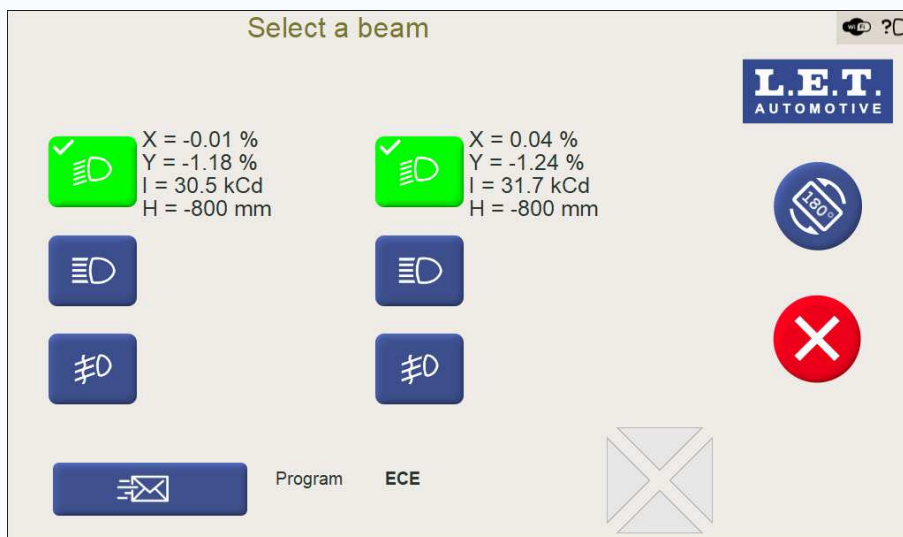 Select a beam
WiFi
?
L.E.T.
AUTOMOTIVE
X = -0.01 %
Y = -1.18 %
I = 30.5 kCd
H = -800 mm
X = 0.04 %
Y = -1.24 %
I = 31.7 kCd
H = -800 mm
180°
Program ECE